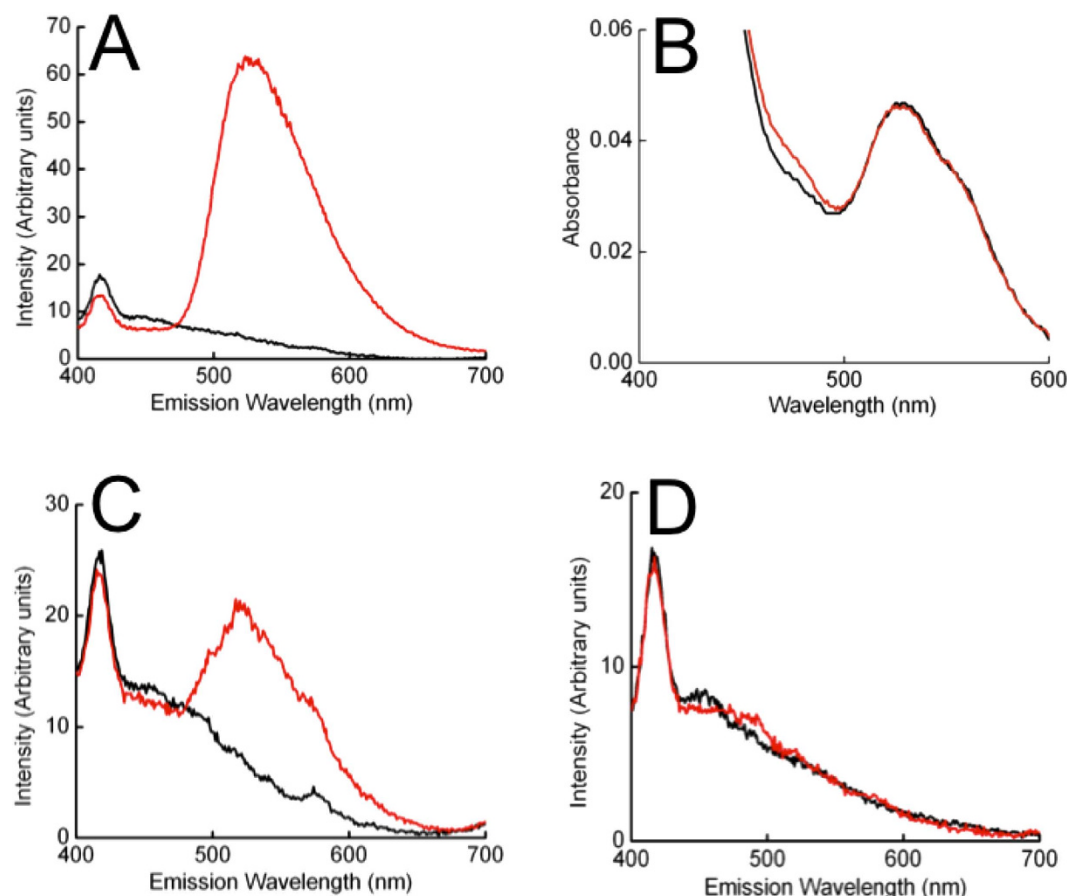 A
70
60
50
40
30
20
10
0
400 500 600 700
Intensity (Arbitrary units)
Emission Wavelength (nm)
B
0.06
0.04
0.02
0.00
400 500 600
Absorbance
Wavelength (nm)
C
30
20
10
0
400 500 600 700
Intensity (Arbitrary units)
Emission Wavelength (nm)
D
20
10
0
400 500 600 700
Intensity (Arbitrary units)
Emission Wavelength (nm)